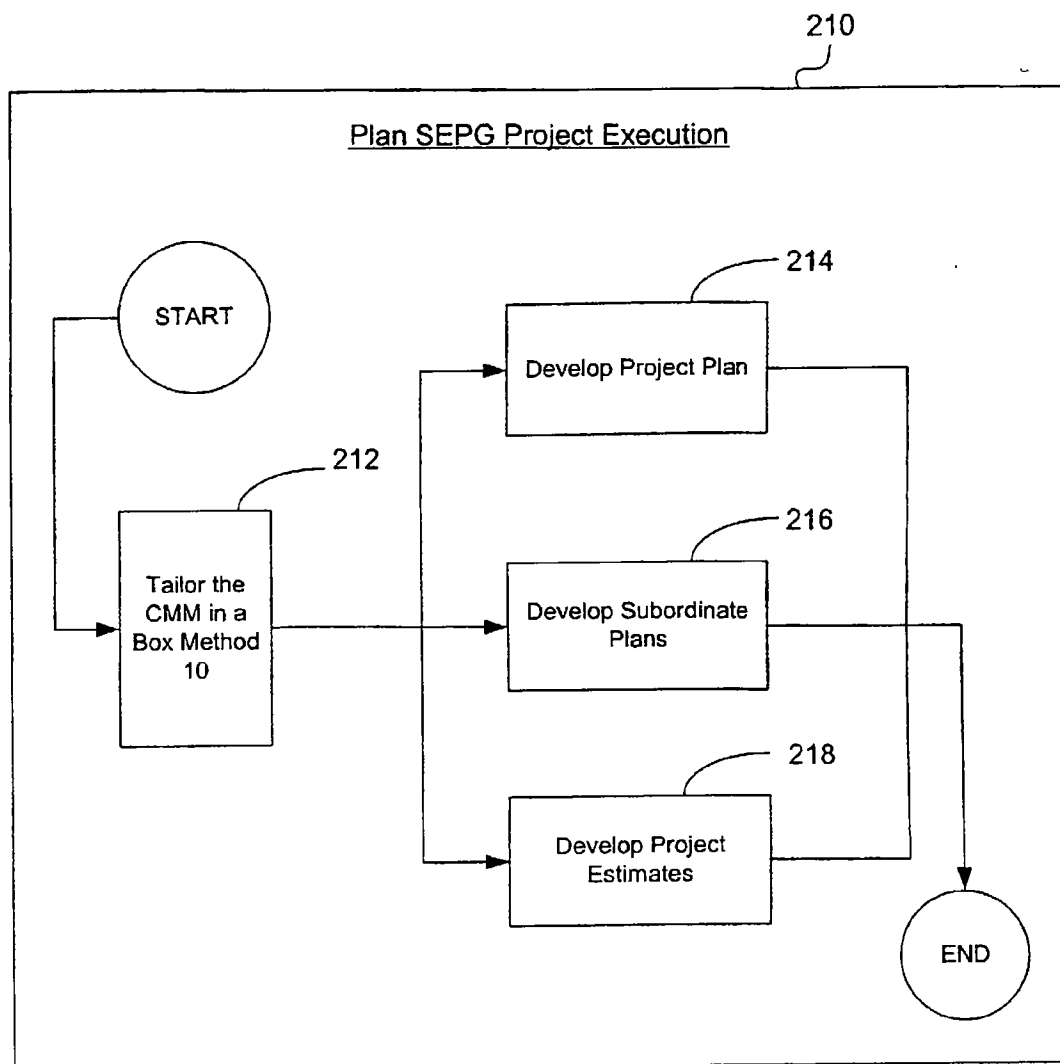 210
Plan SEPG Project Execution
START
214
Develop Project Plan
212
Tailor the
CMM in a
Box Method
10
216
Develop Subordinate
Plans
218
Develop Project
Estimates
END